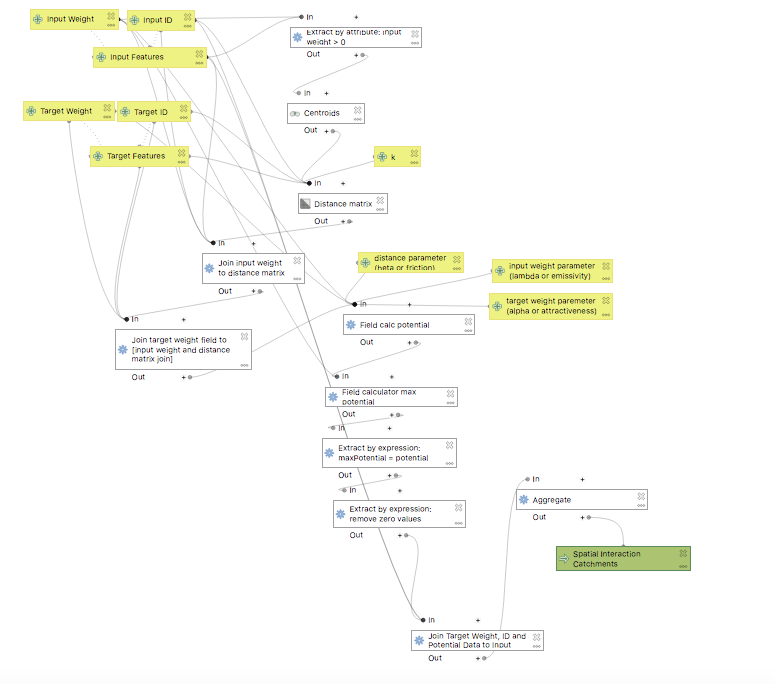 Input Weight
Input ID
Input Features
Target Weight
Target ID
Target Features
In
Extract by attribute: input
weight > 0
Out
In
Centroids
Out
k
In
Distance matrix
Out
In
Join input weight
to distance matrix
Out
distance parameter
(beta or friction)
input weight parameter
(lambda or emissivity)
target weight paremeter
(alpha or attractiveness)
In
Field calc potential
Out
In
Join target weight field to
[input weight and distance
matrix join]
Out
In
Field calculator max
potential
Out
In
Extract by expression:
maxPotential = potential
Out
In
Extract by expression:
remove zero values
Out
In
Aggregate
Out
Spatial Interaction
Catchments
In
Join Target Weight, ID and
Potential Data to Input
Out